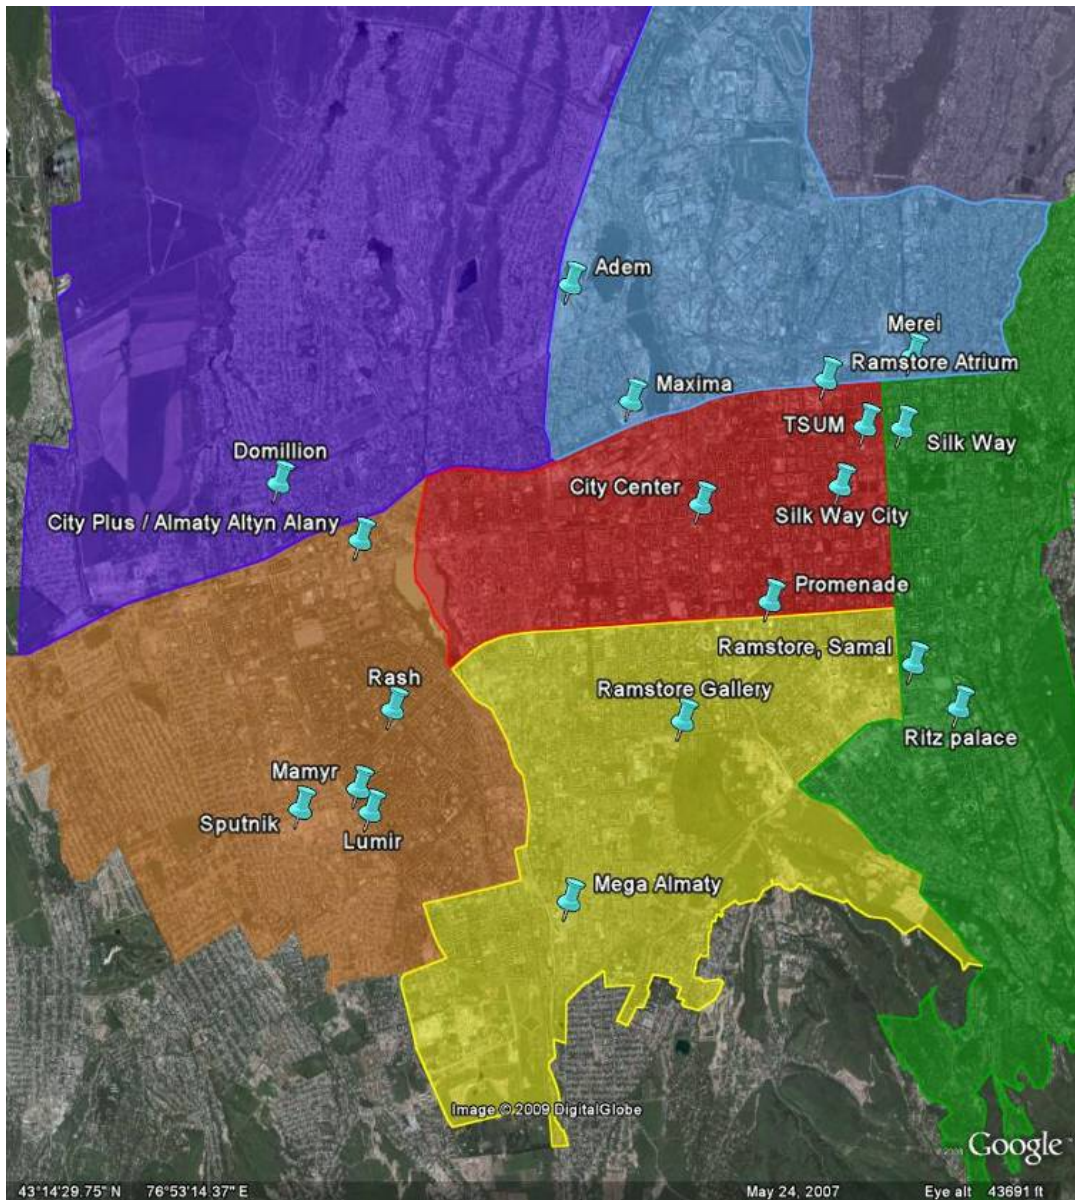 Adem
Merei
Ramstore Atrium
Maxima
TSUM
Silk Way
Domillion
City Center
Silk Way City
City Plus / Almaty Altyn Alany
Promenade
Ramstore, Samal
Rash
Ramstore Gallery
Ritz palace
Mamyr
Sputnik
Lumir
Mega Almaty
Image © 2009 DigitalGlobe
Google
43°14'29.75" N 76°53'14.37" E May 24, 2007 Eye alt 43691 ft